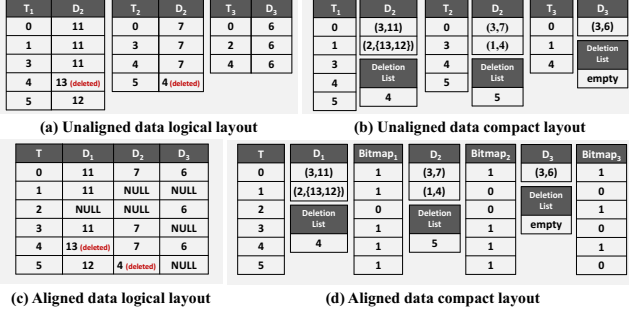 T₁ D₂ T₂ D₂ T₃ D₃
0 11 0 7 0 6
1 11 3 7 2 6
3 11 4 7 4 6
4 13 (deleted) 5 4 (deleted)
5 12
(a) Unaligned data logical layout
T₁ D₂ T₂ D₂ T₃ D₃
0 (3,11) 0 (3,7) 0 (3,6)
1 (2,{13,12}) 3 (1,4) 1 Deletion
3 Deletion 4 Deletion 4 List
4 List 5 List empty
5 4 5
(b) Unaligned data compact layout
T D₁ D₂ D₃
0 11 7 6
1 11 NULL NULL
2 NULL NULL 6
3 11 7 NULL
4 13 (deleted) 7 6
5 12 4 (deleted) NULL
(c) Aligned data logical layout
T D₁ Bitmap₁ D₂ Bitmap₂ D₃ Bitmap₃
0 (3,11) 1 (3,7) 1 (3,6) 1
1 (2,{13,12}) 1 (1,4) 0 Deletion 0
2 Deletion 0 Deletion 0 List 1
3 List 1 List 1 empty 0
4 4 1 5 1 1
5 1 1 0
(d) Aligned data compact layout